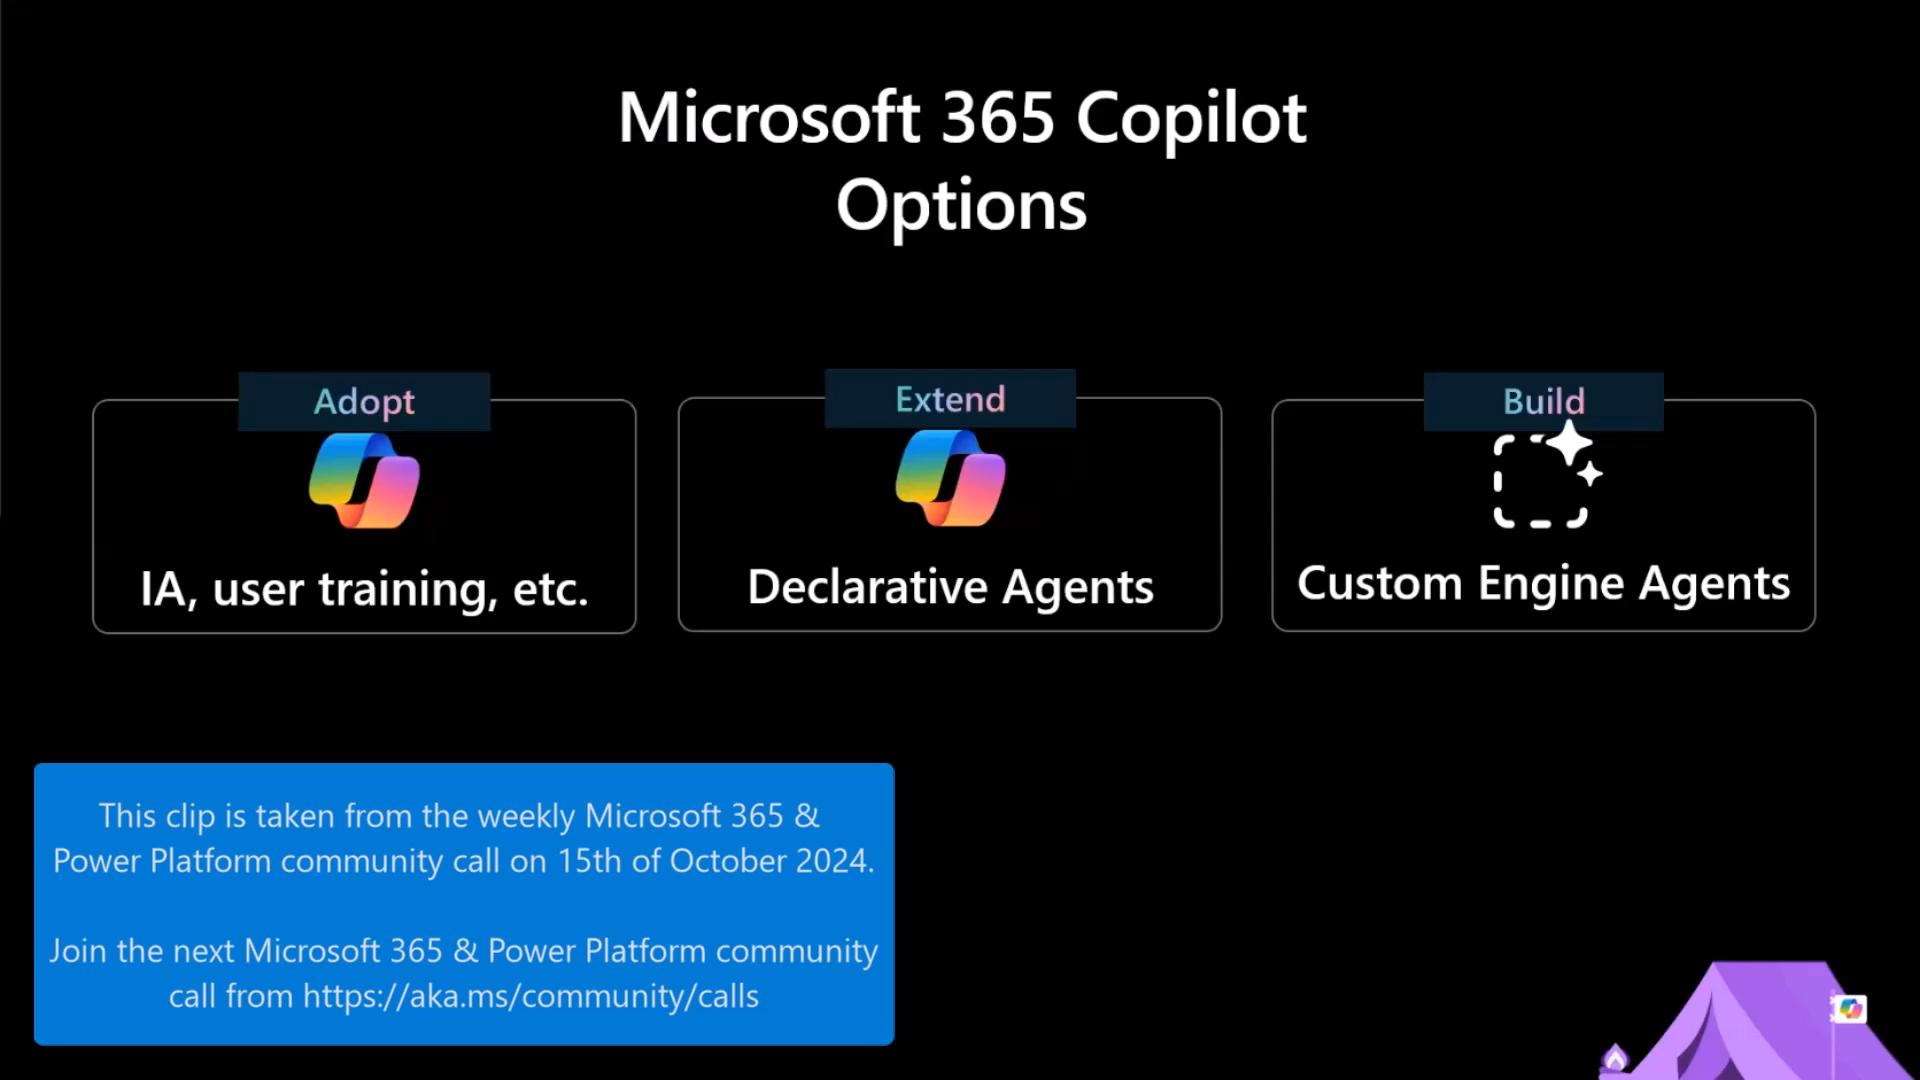 Microsoft 365 Copilot
Options
Adopt
IA, user training, etc.
Extend
Declarative Agents
Build
Custom Engine Agents
This clip is taken from the weekly Microsoft 365 &
Power Platform community call on 15th of October 2024.
Join the next Microsoft 365 & Power Platform community
call from https://aka.ms/community/calls